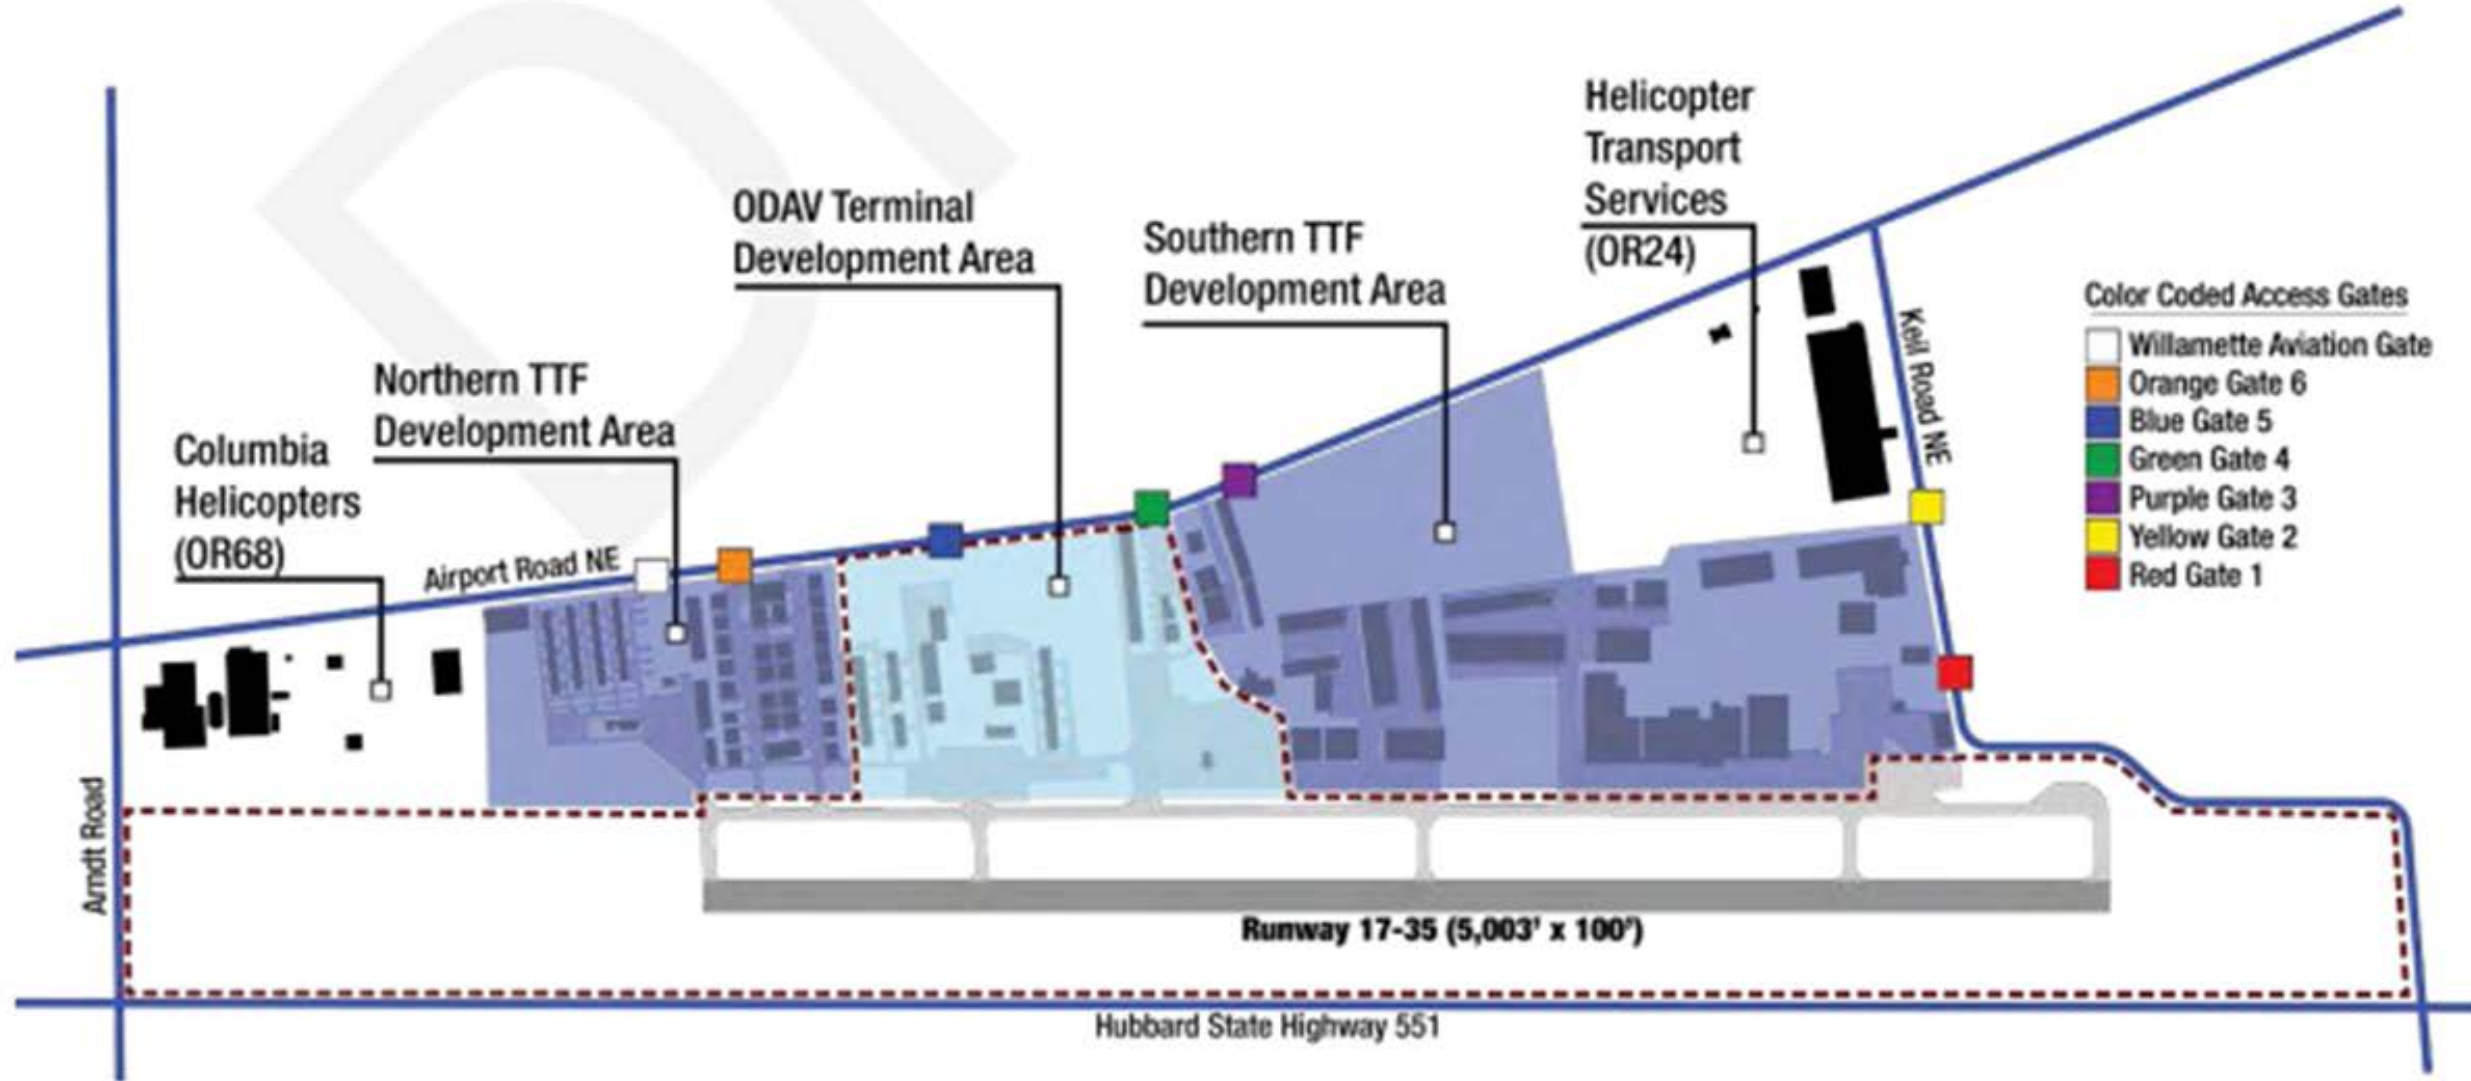 Helicopter
Transport
Services
(OR24)
ODAV Terminal
Development Area
Southern TTF
Development Area
Northern TTF
Development Area
Columbia
Helicopters
(OR68)
Airport Road NE
Keil Road NE
Color Coded Access Gates
Willamette Aviation Gate
Orange Gate 6
Blue Gate 5
Green Gate 4
Purple Gate 3
Yellow Gate 2
Red Gate 1
Arndt Road
Runway 17-35 (5,003' x 100')
Hubbard State Highway 551